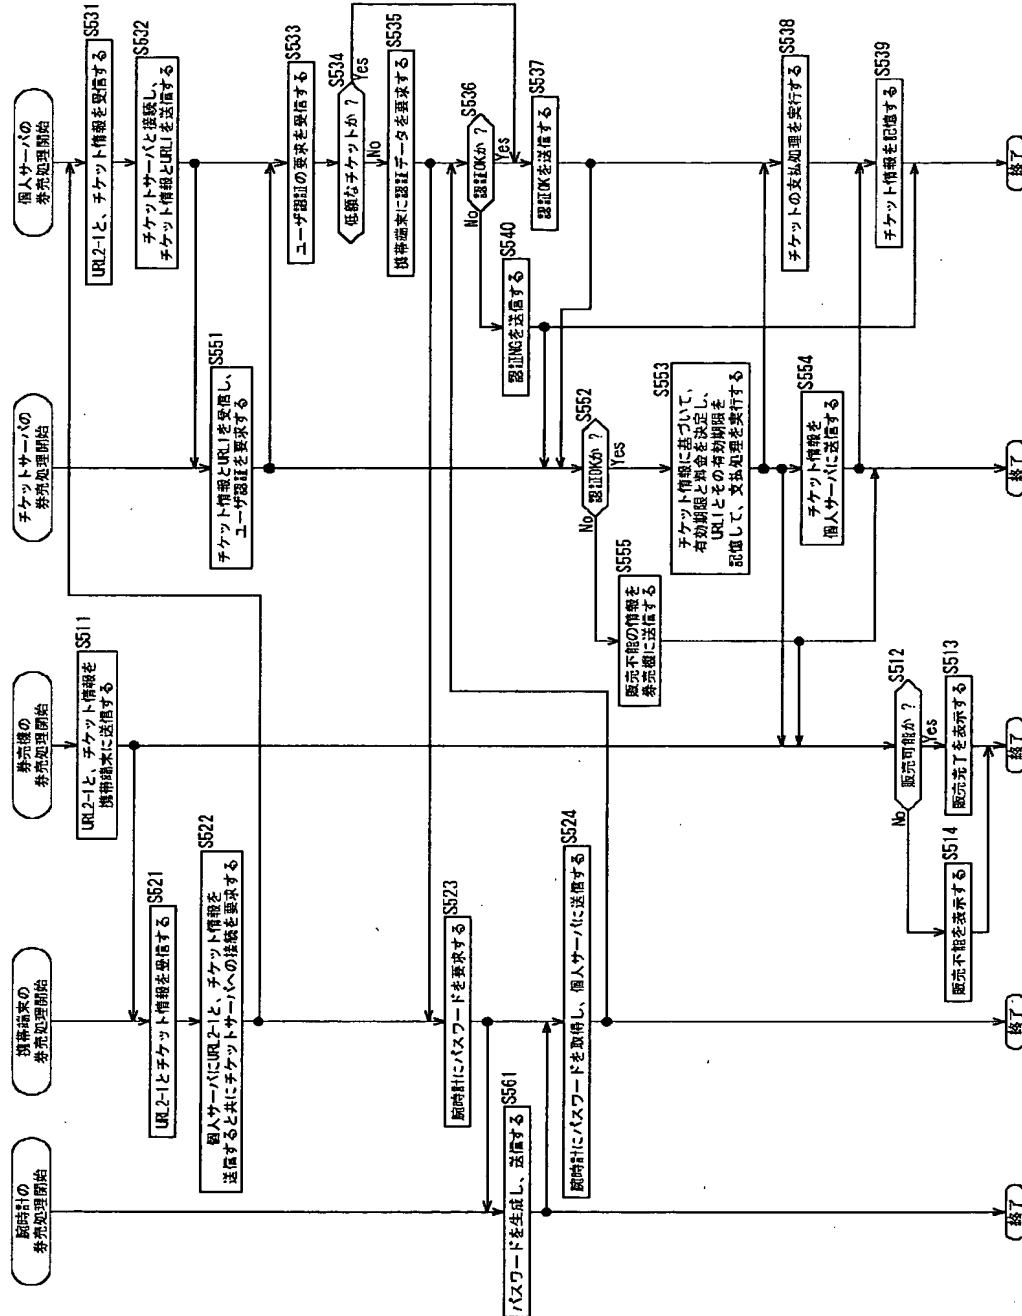 腕時計の
券売処理開始
携帯端末の
券売処理開始
券売機の
券売処理開始
チケットサーバの
券売処理開始
個人サーバの
券売処理開始
S511
URL2-1と、チケット情報を
携帯端末に送信する
S521
URL2-1とチケット情報を受信する
S522
個人サーバにURL2-1と、チケット情報を
送信すると共にチケットサーバへの接続を要求する
S531
URL2-1と、チケット情報を受信する
S532
チケットサーバと接続し、
チケット情報とURL1を送信する
S551
チケット情報とURL1を受信し、
ユーザ認証を要求する
S533
ユーザ認証の要求を受信する
S534
低額なチケットか？
Yes
No
S535
携帯端末に認証データを要求する
S523
腕時計にパスワードを要求する
S561
パスワードを生成し、送信する
S524
腕時計にパスワードを取得し、個人サーバに送信する
S536
認証OKか？
No
Yes
S537
認証OKを送信する
S540
認証NGを送信する
S552
認証OKか？
No
Yes
S553
チケット情報に基づいて、
有効期限と料金を決定し、
URL1とその有効期限を
記憶して、支払処理を実行する
S555
販売不能の情報を
券売機に送信する
S554
チケット情報を
個人サーバに送信する
S538
チケットの支払処理を実行する
S539
チケット情報を記憶する
S512
販売可能か？
No
Yes
S513
販売完了を表示する
S514
販売不能を表示する
終了
終了
終了
終了
終了